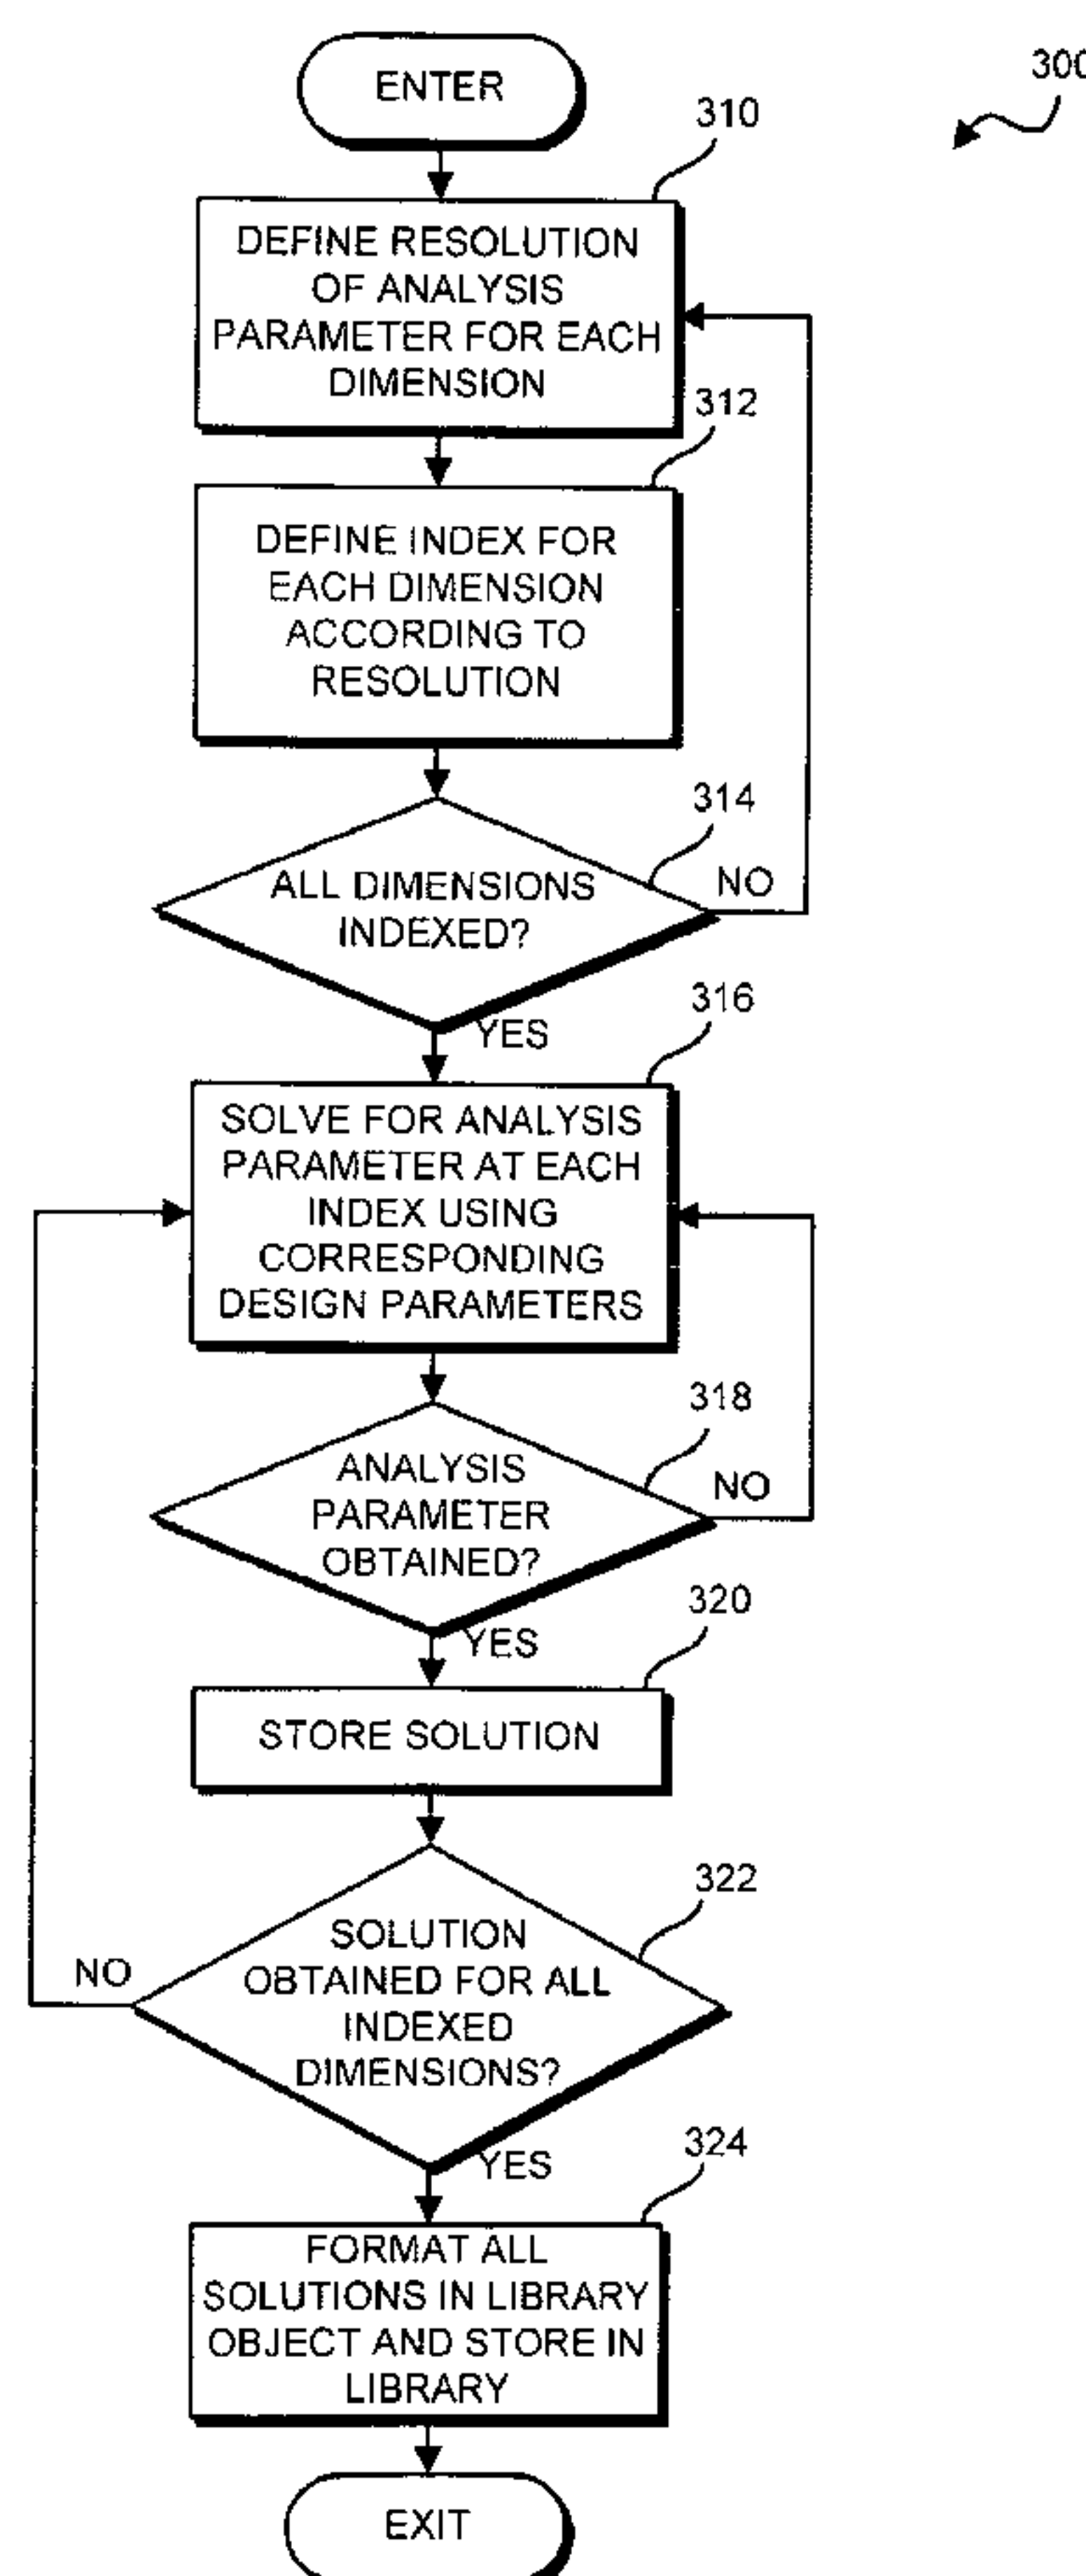 ENTER
300
310
DEFINE RESOLUTION
OF ANALYSIS
PARAMETER FOR EACH
DIMENSION
312
DEFINE INDEX FOR
EACH DIMENSION
ACCORDING TO
RESOLUTION
314
ALL DIMENSIONS
INDEXED?
NO
YES
316
SOLVE FOR ANALYSIS
PARAMETER AT EACH
INDEX USING
CORRESPONDING
DESIGN PARAMETERS
318
ANALYSIS
PARAMETER
OBTAINED?
NO
YES
320
STORE SOLUTION
322
SOLUTION
OBTAINED FOR ALL
INDEXED
DIMENSIONS?
NO
YES
324
FORMAT ALL
SOLUTIONS IN LIBRARY
OBJECT AND STORE IN
LIBRARY
EXIT